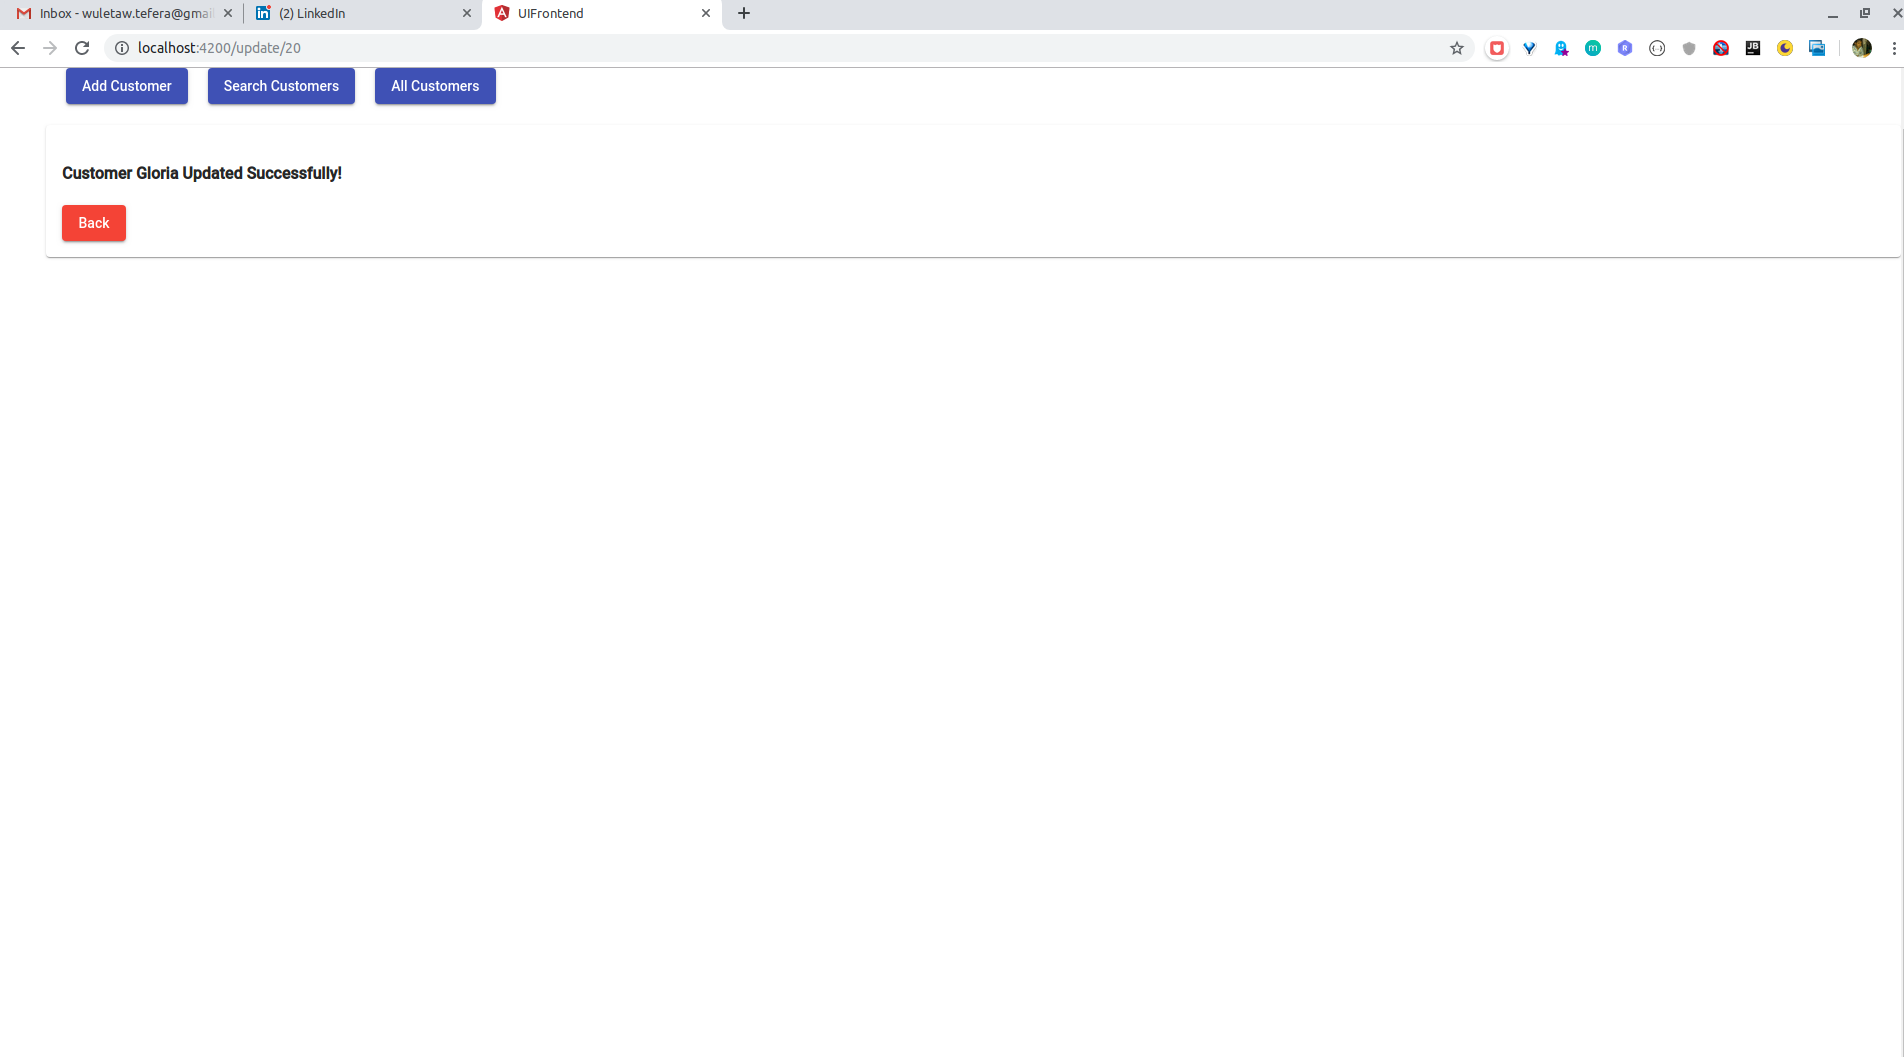 Inbox - wuletaw.tefera@gmai
(2) LinkedIn
UIFrontend
localhost:4200/update/20
Add Customer
Search Customers
All Customers
Customer Gloria Updated Successfully!
Back